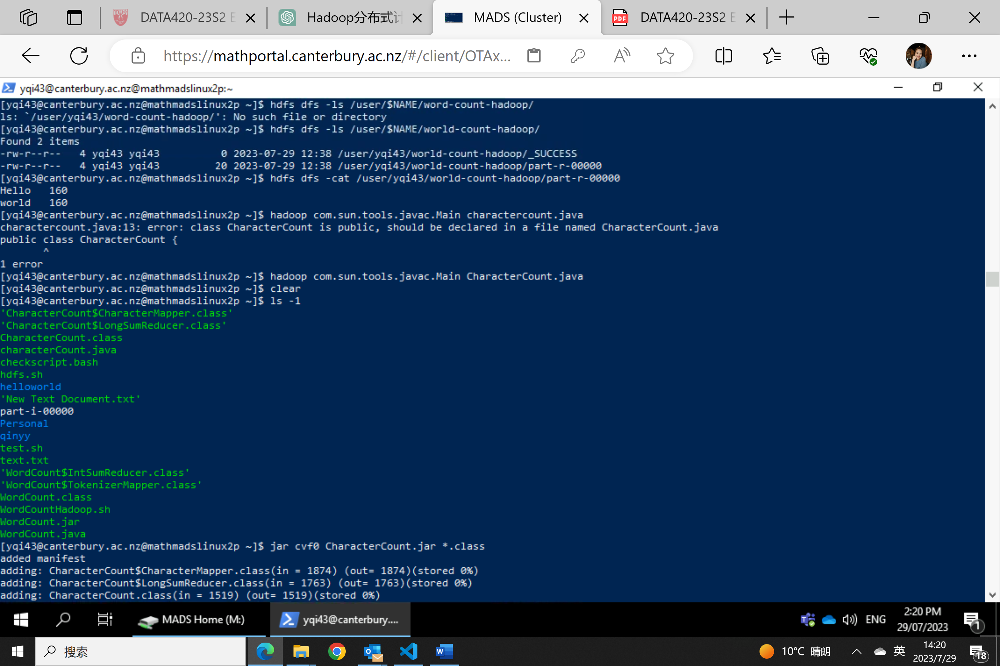 DATA420-23S2 E
Hadoop分布式计
MADS (Cluster)
PDF
DATA420-23S2 E
https://mathportal.canterbury.ac.nz/#/client/OTAx...
yqi43@canterbury.ac.nz@mathmadslinux2p:~
[yqi43@canterbury.ac.nz@mathmadslinux2p ~]$ hdfs dfs -ls /user/$NAME/word-count-hadoop/
ls: `/user/yqi43/word-count-hadoop/': No such file or directory
[yqi43@canterbury.ac.nz@mathmadslinux2p ~]$ hdfs dfs -ls /user/$NAME/world-count-hadoop/
Found 2 items
-rw-r--r--   4 yqi43 yqi43          0 2023-07-29 12:38 /user/yqi43/world-count-hadoop/_SUCCESS
-rw-r--r--   4 yqi43 yqi43         20 2023-07-29 12:38 /user/yqi43/world-count-hadoop/part-r-00000
[yqi43@canterbury.ac.nz@mathmadslinux2p ~]$ hdfs dfs -cat /user/yqi43/world-count-hadoop/part-r-00000
Hello   160
world   160
[yqi43@canterbury.ac.nz@mathmadslinux2p ~]$ hadoop com.sun.tools.javac.Main charactercount.java
charactercount.java:13: error: class CharacterCount is public, should be declared in a file named CharacterCount.java
public class CharacterCount {
       ^
1 error
[yqi43@canterbury.ac.nz@mathmadslinux2p ~]$ hadoop com.sun.tools.javac.Main CharacterCount.java
[yqi43@canterbury.ac.nz@mathmadslinux2p ~]$ clear
[yqi43@canterbury.ac.nz@mathmadslinux2p ~]$ ls -1
'CharacterCount$CharacterMapper.class'
'CharacterCount$LongSumReducer.class'
CharacterCount.class
characterCount.java
checkscript.bash
hdfs.sh
helloworld
'New Text Document.txt'
part-i-00000
Personal
qinyy
test.sh
text.txt
'WordCount$IntSumReducer.class'
'WordCount$TokenizerMapper.class'
WordCount.class
WordCountHadoop.sh
WordCount.jar
WordCount.java
[yqi43@canterbury.ac.nz@mathmadslinux2p ~]$ jar cvf0 CharacterCount.jar *.class
added manifest
adding: CharacterCount$CharacterMapper.class(in = 1874) (out= 1874)(stored 0%)
adding: CharacterCount$LongSumReducer.class(in = 1763) (out= 1763)(stored 0%)
adding: CharacterCount.class(in = 1519) (out= 1519)(stored 0%)
MADS Home (M:)
yqi43@canterbury....
ENG
2:20 PM
29/07/2023
1
搜索
10°C 晴朗
英
14:20
2023/7/29
18